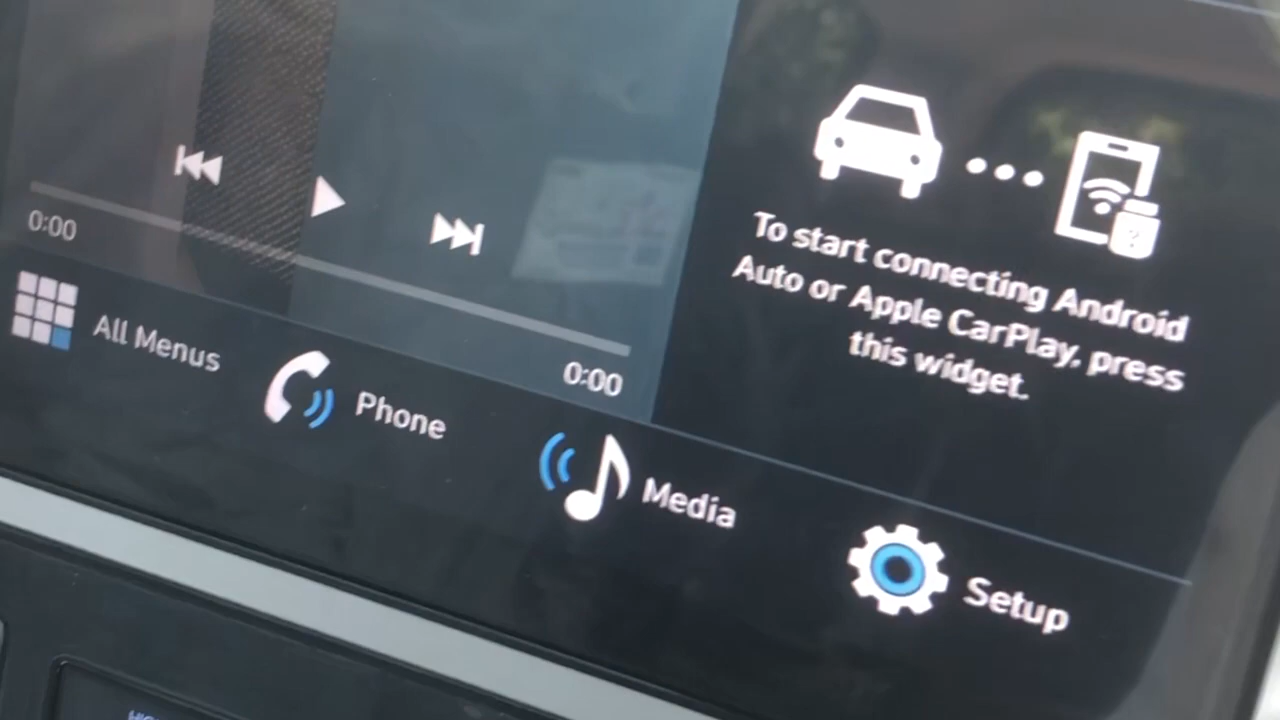 0:00
0:00
To start connecting Android
Auto or Apple CarPlay, press
this widget.
All Menus
Phone
Media
Setup